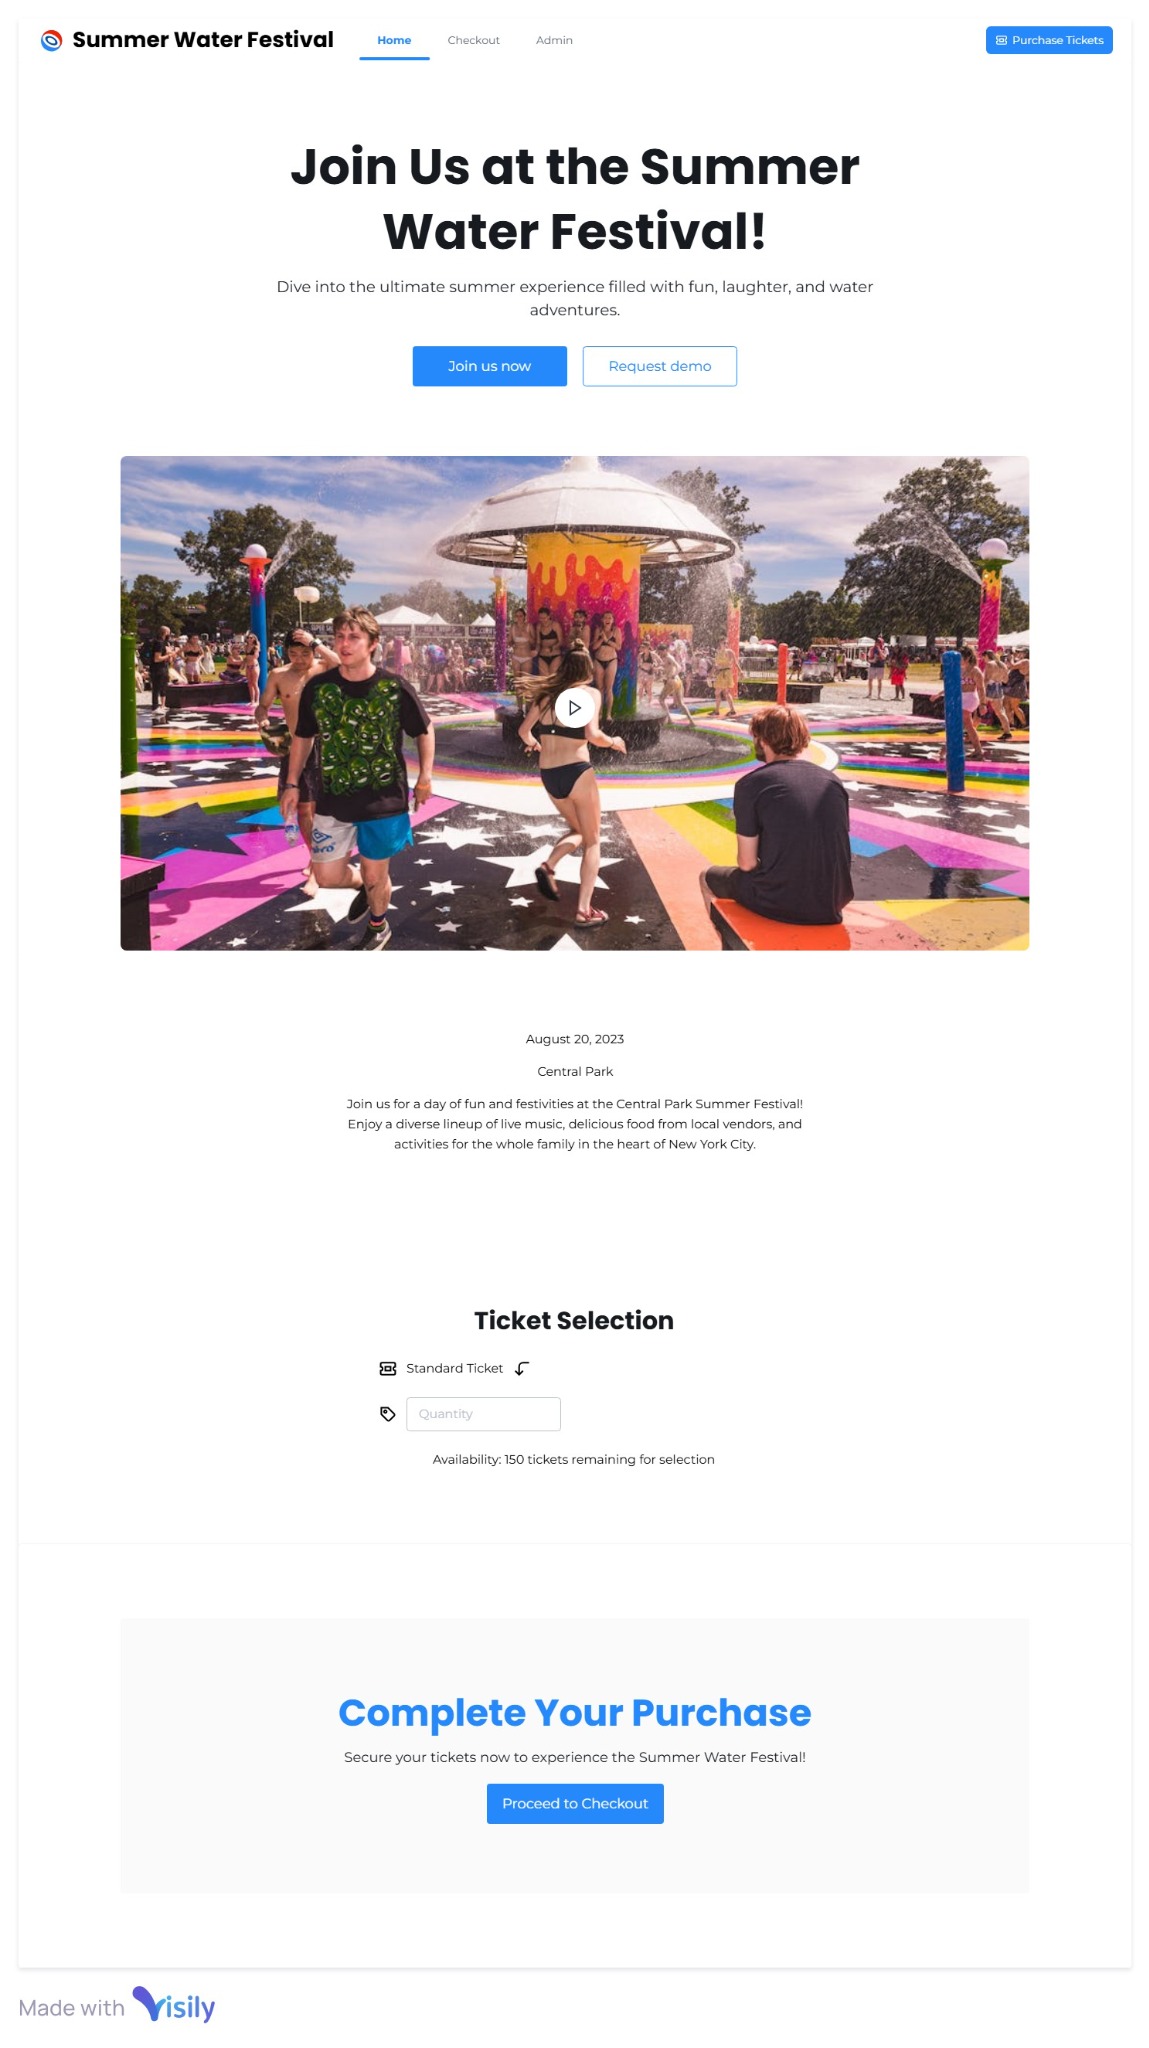 Summer Water Festival
Home
Checkout
Admin
Purchase Tickets
Join Us at the Summer
Water Festival!
Dive into the ultimate summer experience filled with fun, laughter, and water
adventures.
Join us now
Request demo
August 20, 2023
Central Park
Join us for a day of fun and festivities at the Central Park Summer Festival!
Enjoy a diverse lineup of live music, delicious food from local vendors, and
activities for the whole family in the heart of New York City.
Ticket Selection
Standard Ticket
Quantity
Availability: 150 tickets remaining for selection
Complete Your Purchase
Secure your tickets now to experience the Summer Water Festival!
Proceed to Checkout
Made with Visily